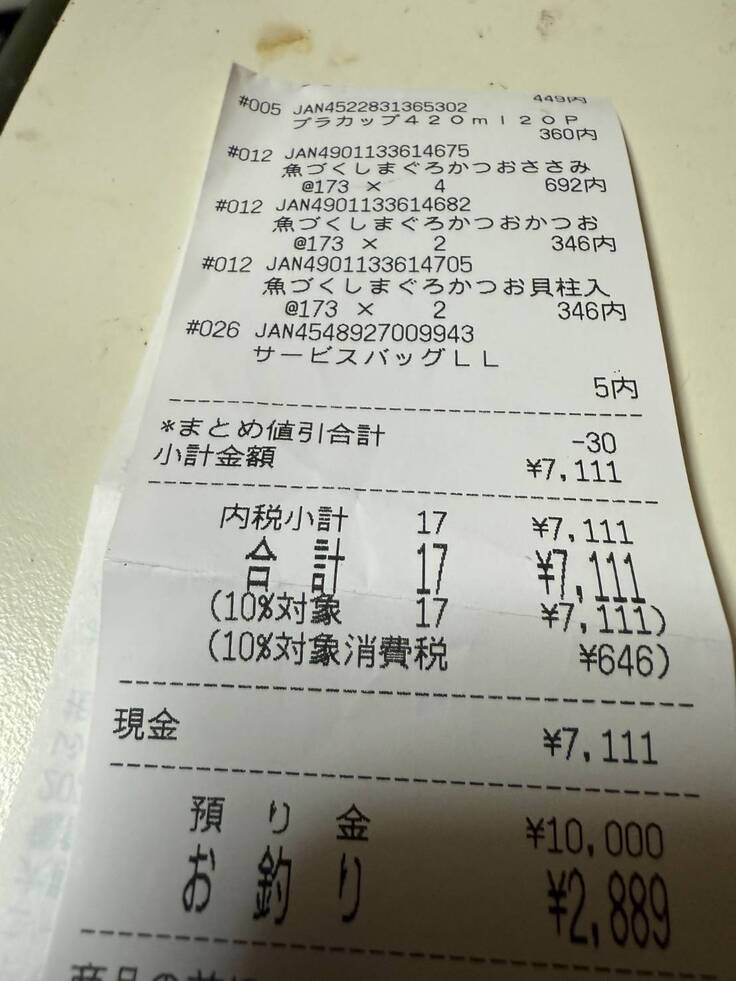 449内
#005 JAN4522831365302
プラカップ420ml20P
360内
#012 JAN4901133614675
魚づくしまぐろかつおささみ
@173 × 4 692内
#012 JAN4901133614682
魚づくしまぐろかつおかつお
@173 × 2 346内
#012 JAN4901133614705
魚づくしまぐろかつお貝柱入
@173 × 2 346内
#026 JAN4548927009943
サービスバッグLL
5内
*まとめ値引合計 -30
小計金額 ¥7,111
内税小計 17 ¥7,111
合計 17 ¥7,111
(10%対象 17 ¥7,111)
(10%対象消費税 ¥646)
現金 ¥7,111
預り金 ¥10,000
お釣り ¥2,889